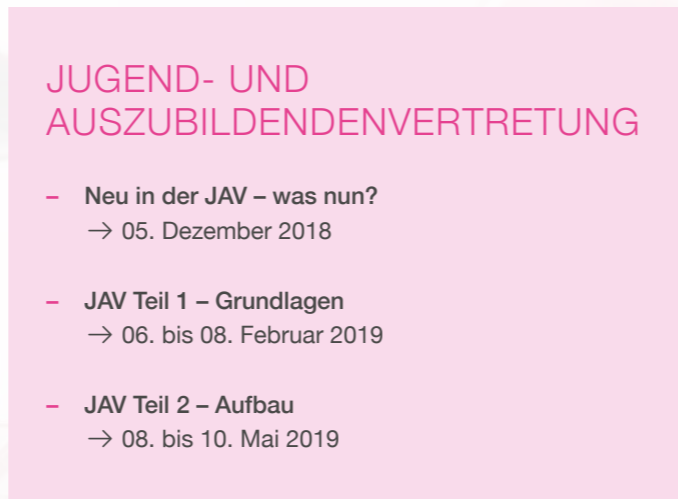 JUGEND- UND
AUSZUBILDENDENVERTRETUNG
– Neu in der JAV – was nun?
→ 05. Dezember 2018
– JAV Teil 1 – Grundlagen
→ 06. bis 08. Februar 2019
– JAV Teil 2 – Aufbau
→ 08. bis 10. Mai 2019